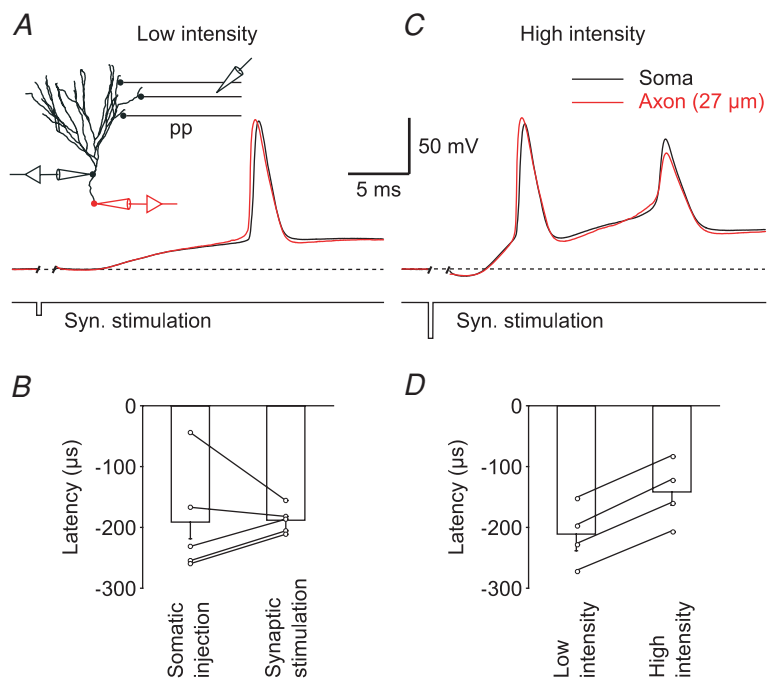 A
Low intensity
pp
Syn. stimulation
50 mV
5 ms
C
High intensity
Soma
Axon (27 µm)
Syn. stimulation
B
Latency (µs)
0
-100
-200
-300
Somatic
injection
Synaptic
stimulation
D
Latency (µs)
0
-100
-200
-300
Low
intensity
High
intensity